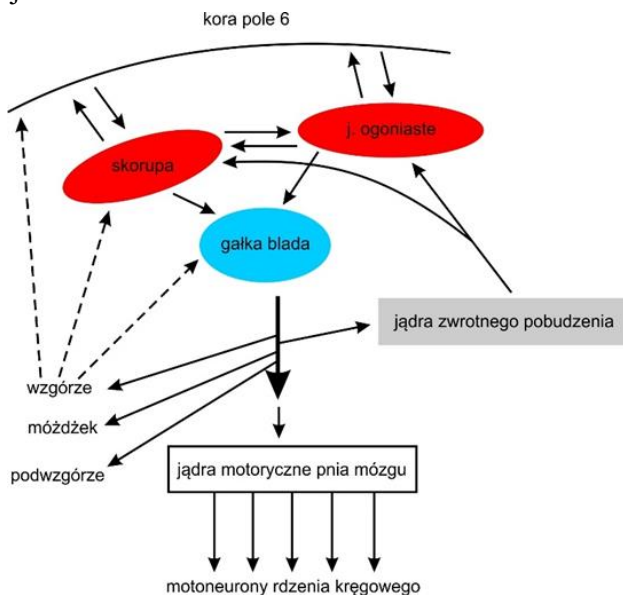 kora pole 6
j. ogoniaste
skorupa
gałka blada
jądra zwrotnego pobudzenia
wzgórze
móżdżek
podwzgórze
jądra motoryczne pnia mózgu
motoneurony rdzenia kręgowego